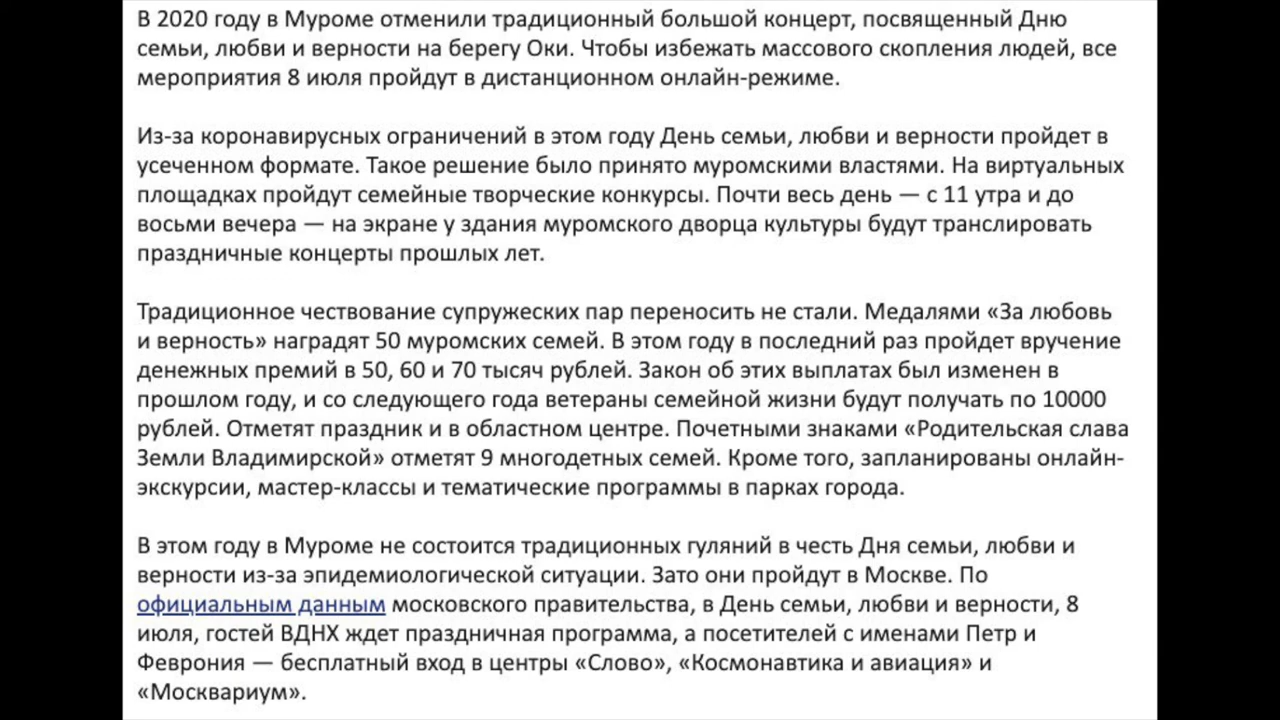 В 2020 году в Муроме отменили традиционный большой концерт, посвященный Дню
семьи, любви и верности на берегу Оки. Чтобы избежать массового скопления людей, все
мероприятия 8 июля пройдут в дистанционном онлайн-режиме.
Из-за коронавирусных ограничений в этом году День семьи, любви и верности пройдет в
усеченном формате. Такое решение было принято муромскими властями. На виртуальных
площадках пройдут семейные творческие конкурсы. Почти весь день — с 11 утра и до
восьми вечера — на экране у здания муромского дворца культуры будут транслировать
праздничные концерты прошлых лет.
Традиционное чествование супружеских пар переносить не стали. Медалями «За любовь
и верность» наградят 50 муромских семей. В этом году в последний раз пройдет вручение
денежных премий в 50, 60 и 70 тысяч рублей. Закон об этих выплатах был изменен в
прошлом году, и со следующего года ветераны семейной жизни будут получать по 10000
рублей. Отметят праздник и в областном центре. Почетными знаками «Родительская слава
Земли Владимирской» отметят 9 многодетных семей. Кроме того, запланированы онлайн-
экскурсии, мастер-классы и тематические программы в парках города.
В этом году в Муроме не состоится традиционных гуляний в честь Дня семьи, любви и
верности из-за эпидемиологической ситуации. Зато они пройдут в Москве. По
официальным данным московского правительства, в День семьи, любви и верности, 8
июля, гостей ВДНХ ждет праздничная программа, а посетителей с именами Петр и
Феврония — бесплатный вход в центры «Слово», «Космонавтика и авиация» и
«Москвариум».